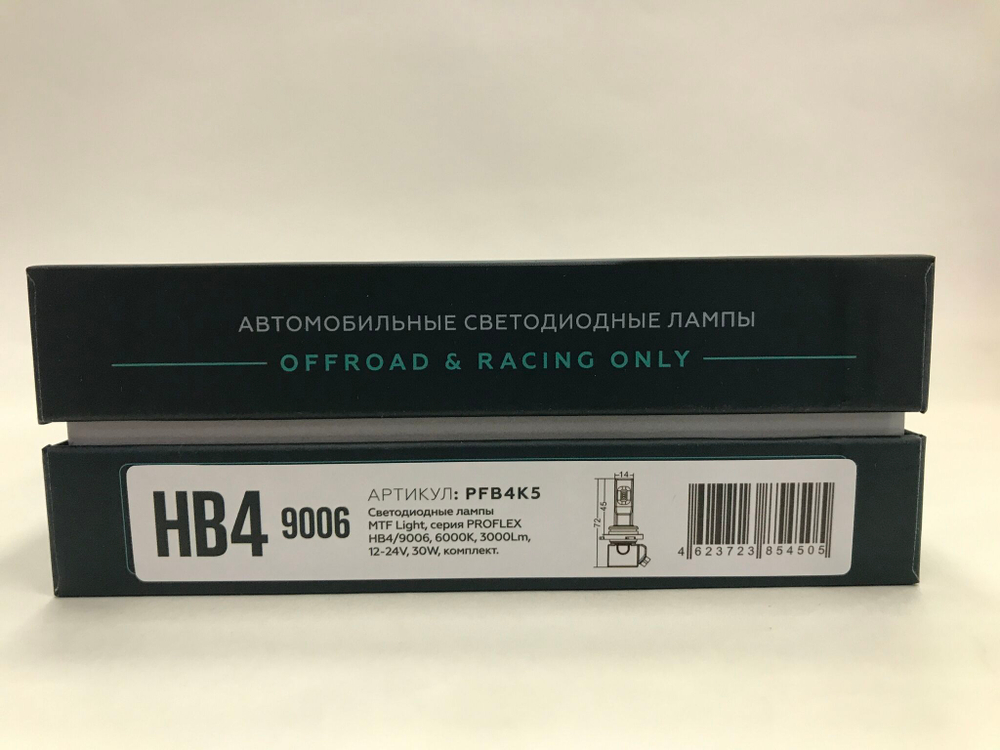 АВТОМОБИЛЬНЫЕ СВЕТОДИОДНЫЕ ЛАМПЫ
OFFROAD & RACING ONLY
HB4 9006
АРТИКУЛ: PFB4K5
Светодиодные лампы
MTF Light, серия PROFLEX
HB4/9006, 6000K, 3000Lm,
12-24V, 30W, комплект.
14
45
72
4 623723 854505